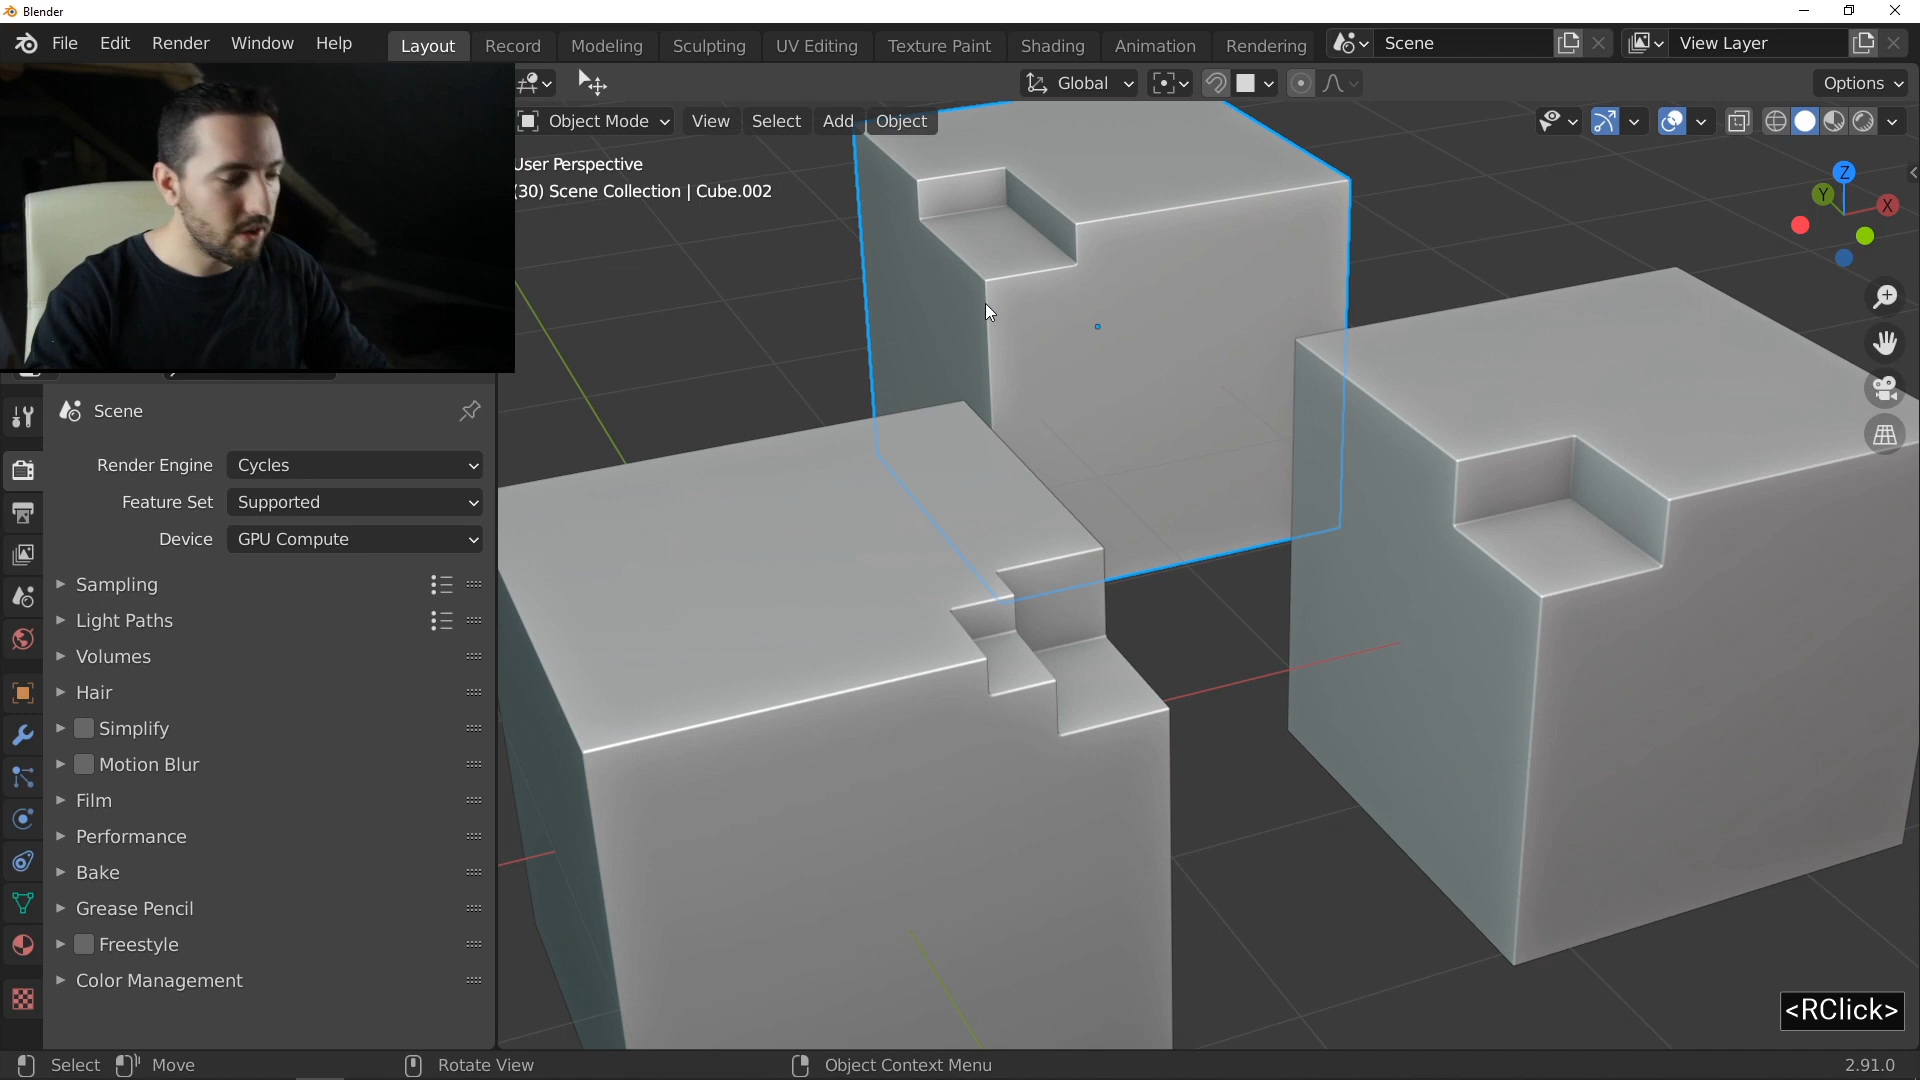 Blender
File Edit Render Window Help Layout Record Modeling Sculpting UV Editing Texture Paint Shading Animation Rendering Scene View Layer
Global Options
Object Mode View Select Add Object
User Perspective
(30) Scene Collection | Cube.002
Z
Y
X
Scene
Render Engine Cycles
Feature Set Supported
Device GPU Compute
Sampling
Light Paths
Volumes
Hair
Simplify
Motion Blur
Film
Performance
Bake
Grease Pencil
Freestyle
Color Management
<RClick>
Select Move Rotate View Object Context Menu 2.91.0